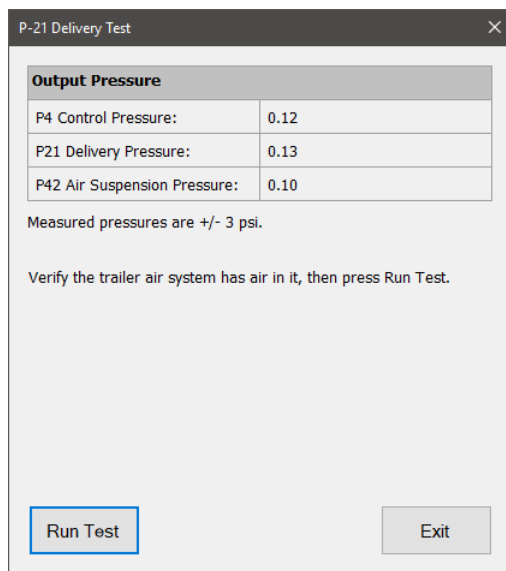 P-21 Delivery Test
Output Pressure
P4 Control Pressure: 0.12
P21 Delivery Pressure: 0.13
P42 Air Suspension Pressure: 0.10
Measured pressures are +/- 3 psi.
Verify the trailer air system has air in it, then press Run Test.
Run Test Exit